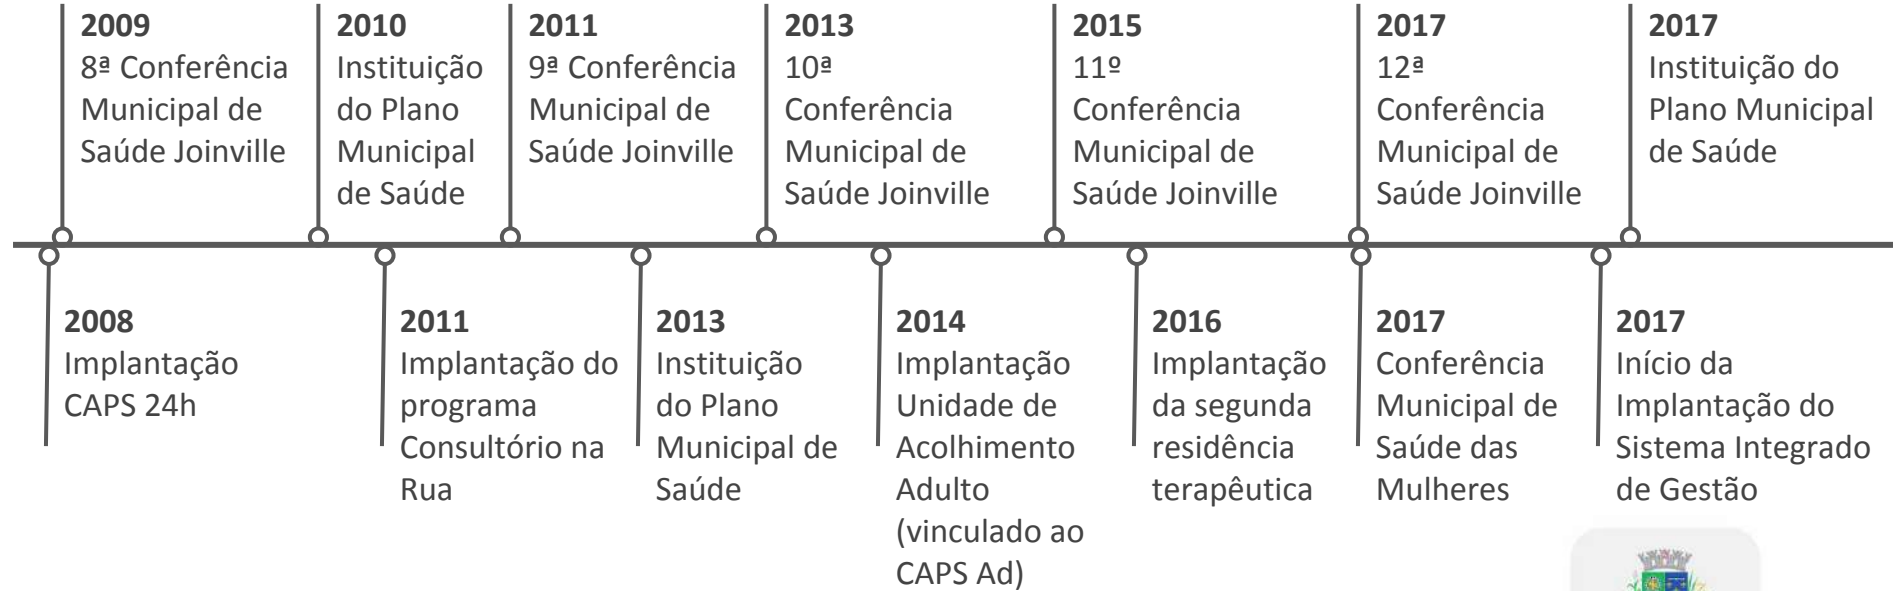 2009
8ª Conferência
Municipal de
Saúde Joinville
2010
Instituição
do Plano
Municipal
de Saúde
2011
9ª Conferência
Municipal de
Saúde Joinville
2013
10ª
Conferência
Municipal de
Saúde Joinville
2015
11º
Conferência
Municipal de
Saúde Joinville
2017
12ª
Conferência
Municipal de
Saúde Joinville
2017
Instituição do
Plano Municipal
de Saúde
2008
Implantação
CAPS 24h
2011
Implantação do
programa
Consultório na
Rua
2013
Instituição
do Plano
Municipal de
Saúde
2014
Implantação
Unidade de
Acolhimento
Adulto
(vinculado ao
CAPS Ad)
2016
Implantação
da segunda
residência
terapêutica
2017
Conferência
Municipal de
Saúde das
Mulheres
2017
Início da
Implantação do
Sistema Integrado
de Gestão